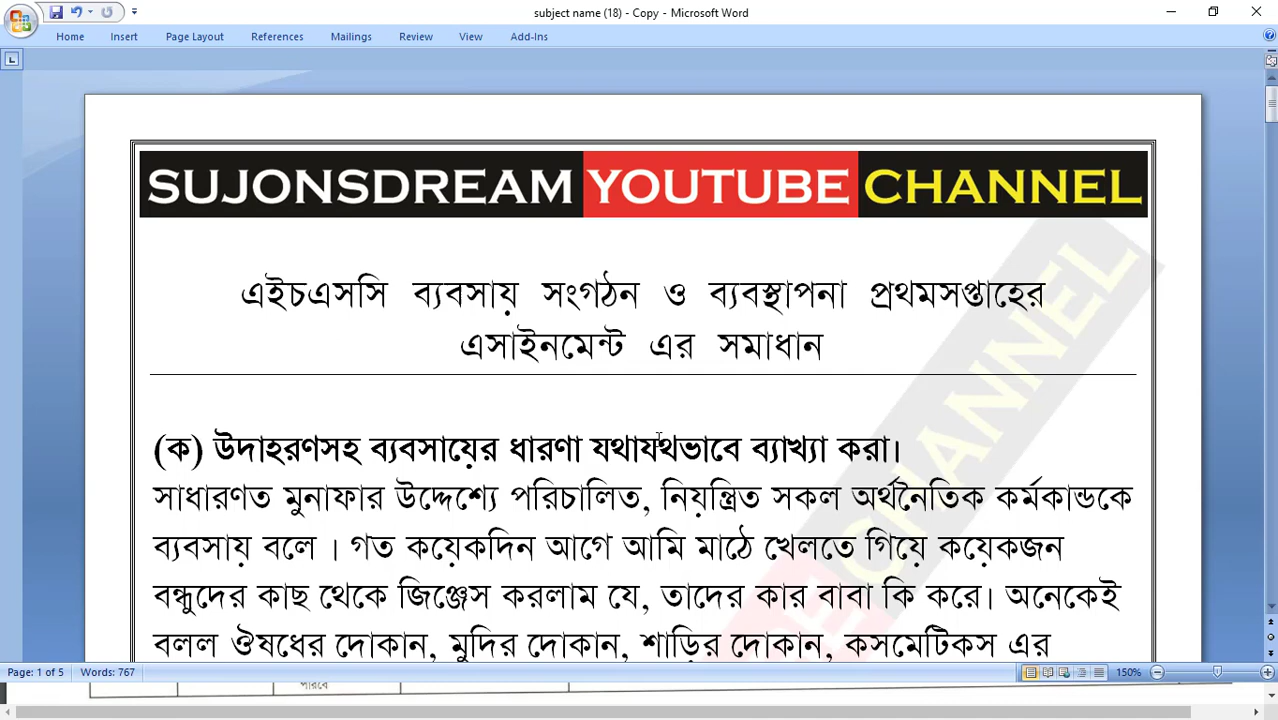 subject name (18) - Copy - Microsoft Word
Home Insert Page Layout References Mailings Review View Add-Ins
SUJONSDREAM YOUTUBE CHANNEL
এইচএসসি ব্যবসায় সংগঠন ও ব্যবস্থাপনা প্রথমসপ্তাহের
এসাইনমেন্ট এর সমাধান
(ক) উদাহরণসহ ব্যবসায়ের ধারণা যথাযথভাবে ব্যাখ্যা করা।
সাধারণত মুনাফার উদ্দেশ্যে পরিচালিত, নিয়ন্ত্রিত সকল অর্থনৈতিক কর্মকান্ডকে
ব্যবসায় বলে । গত কয়েকদিন আগে আমি মাঠে খেলতে গিয়ে কয়েকজন
বন্ধুদের কাছ থেকে জিজ্ঞেস করলাম যে, তাদের কার বাবা কি করে। অনেকেই
বলল ঔষধের দোকান, মুদির দোকান, শাড়ির দোকান, কসমেটিকস এর
Page: 1 of 5 Words: 767 150%
পারবে